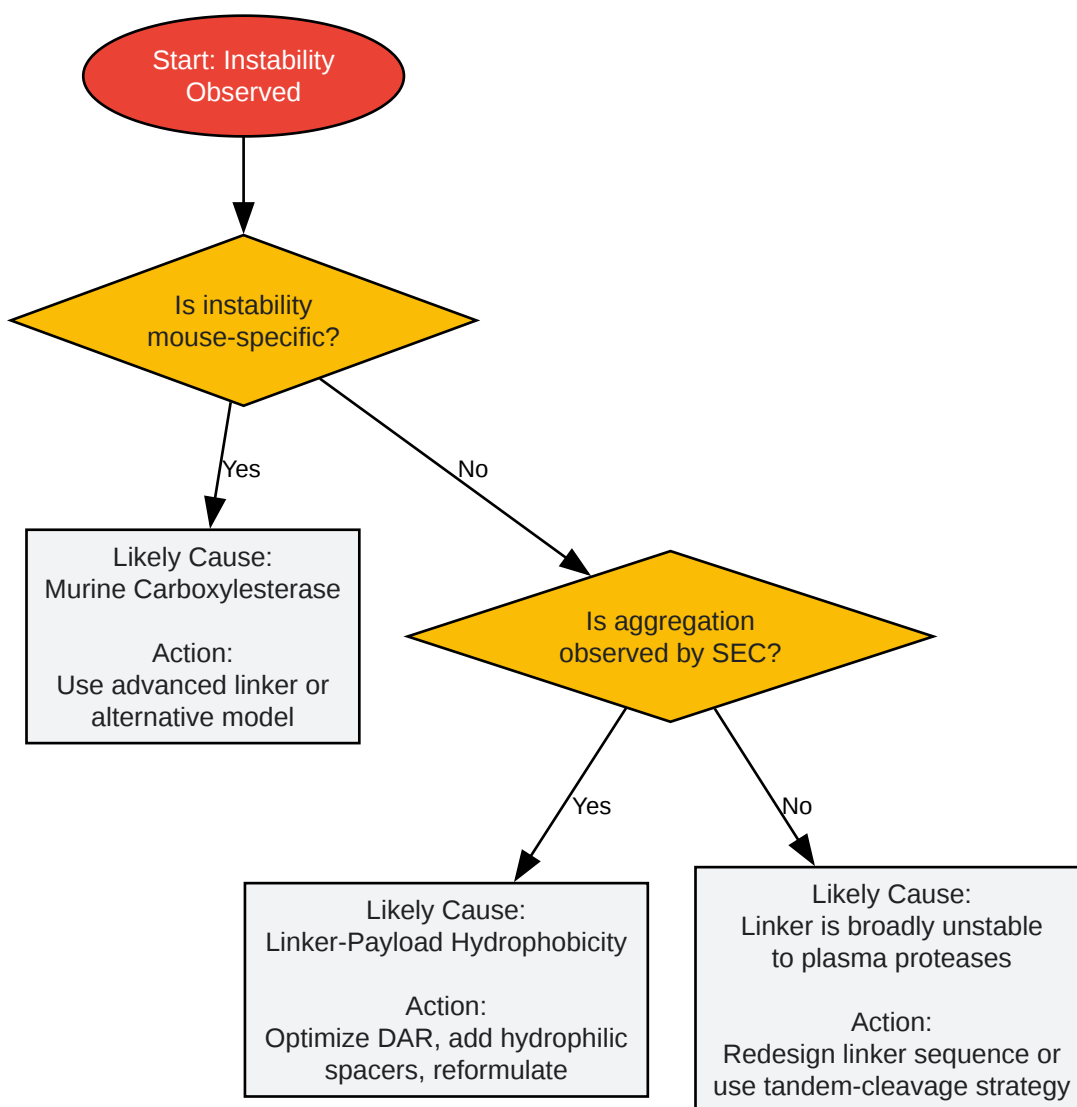 Start: Instability
Observed
Is instability
mouse-specific?
Yes
No
Likely Cause:
Murine Carboxylesterase
Action:
Use advanced linker or
alternative model
Is aggregation
observed by SEC?
Yes
No
Likely Cause:
Linker-Payload Hydrophobicity
Action:
Optimize DAR, add hydrophilic
spacers, reformulate
Likely Cause:
Linker is broadly unstable
to plasma proteases
Action:
Redesign linker sequence or
use tandem-cleavage strategy